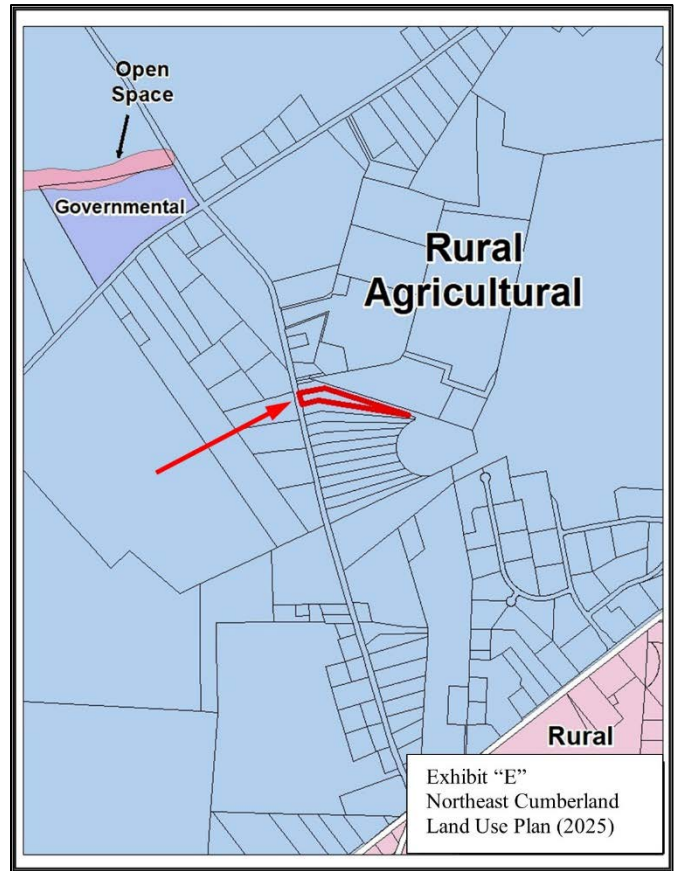 Open
Space
Governmental
Rural
Agricultural
Rural
Exhibit “E”
Northeast Cumberland
Land Use Plan (2025)